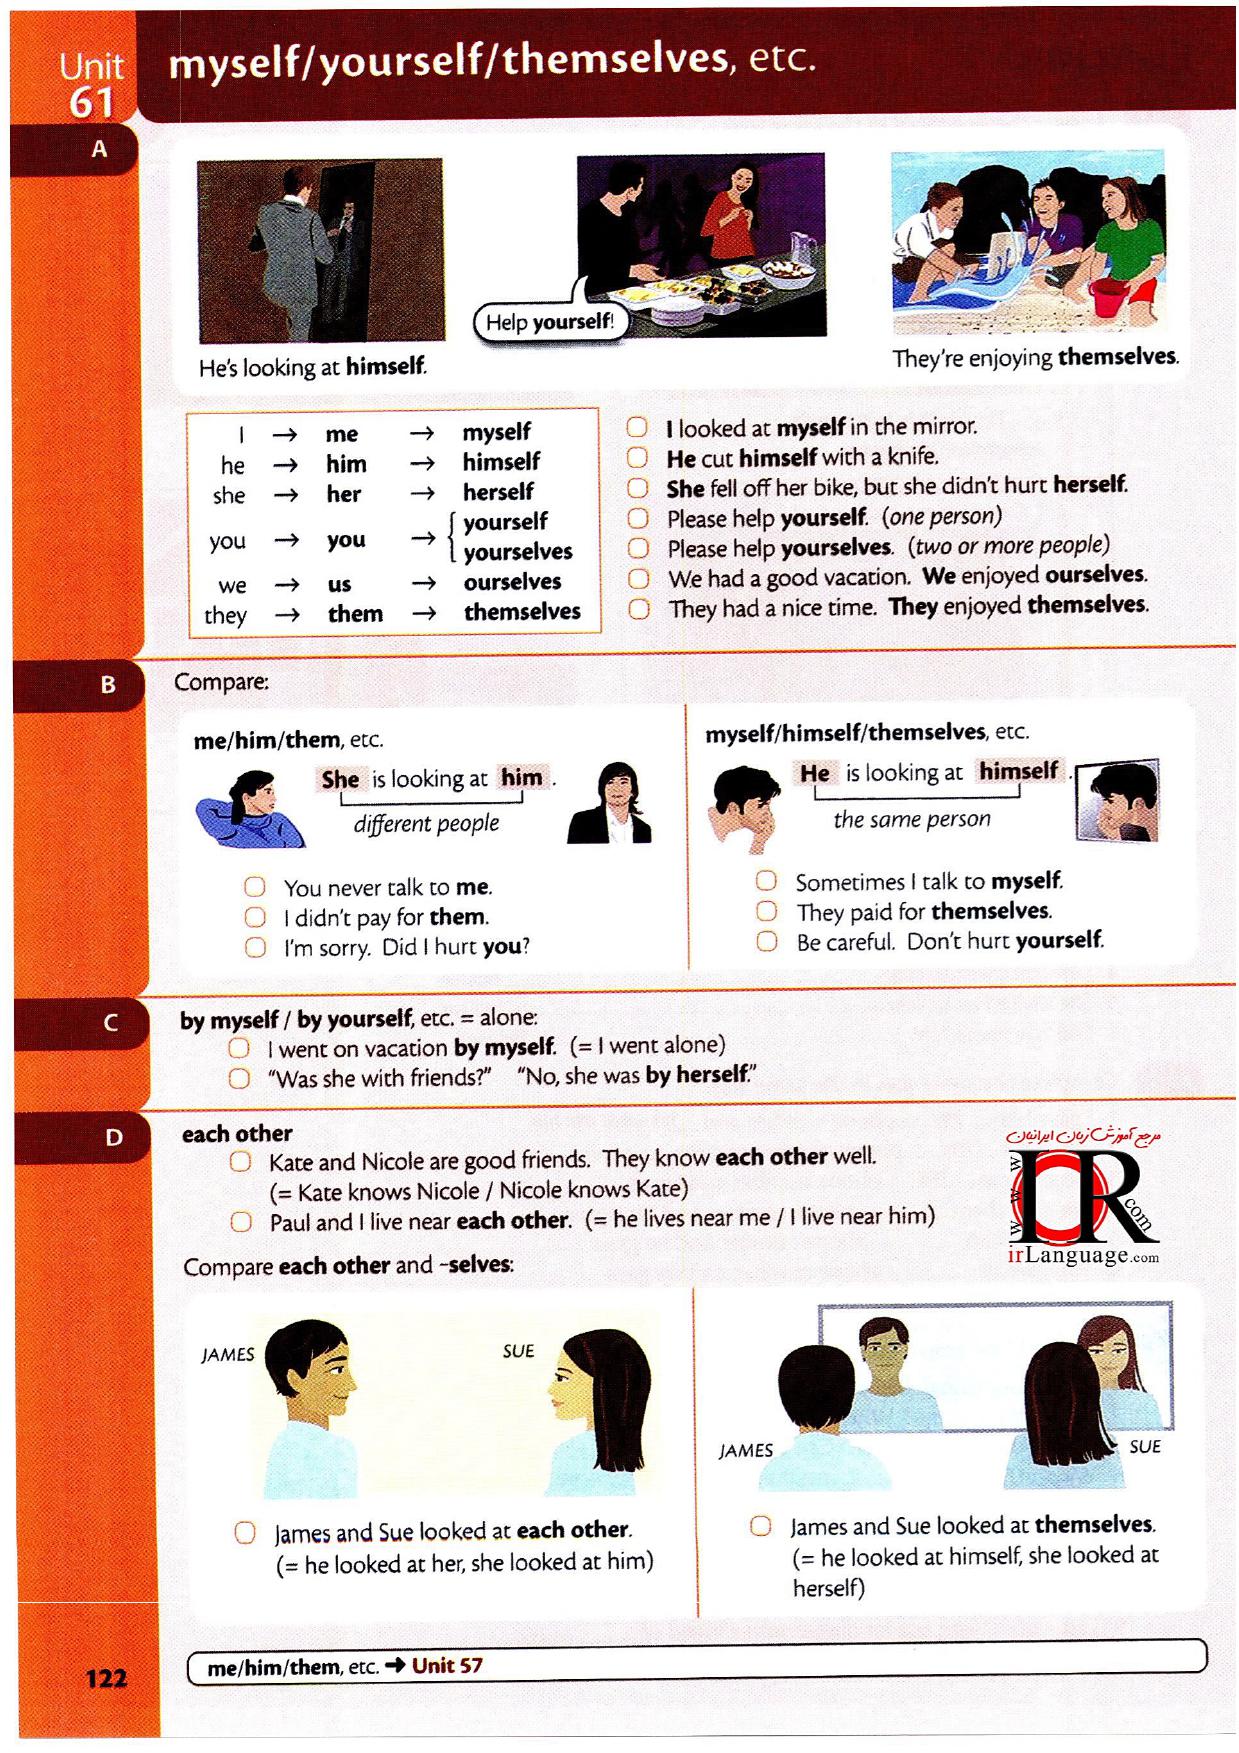 Unit
61
myself/yourself/themselves, etc.
A
Help yourself!
He's looking at himself.
They're enjoying themselves.
I → me → myself
he → him → himself
she → her → herself
you → you → { yourself
yourselves
we → us → ourselves
they → them → themselves
I looked at myself in the mirror.
He cut himself with a knife.
She fell off her bike, but she didn't hurt herself.
Please help yourself. (one person)
Please help yourselves. (two or more people)
We had a good vacation. We enjoyed ourselves.
They had a nice time. They enjoyed themselves.
B
Compare:
me/him/them, etc.
She is looking at him.
different people
You never talk to me.
I didn't pay for them.
I'm sorry. Did I hurt you?
myself/himself/themselves, etc.
He is looking at himself.
the same person
Sometimes I talk to myself.
They paid for themselves.
Be careful. Don't hurt yourself.
C
by myself / by yourself, etc. = alone:
I went on vacation by myself. (= I went alone)
"Was she with friends?" "No, she was by herself."
D
each other
Kate and Nicole are good friends. They know each other well.
(= Kate knows Nicole / Nicole knows Kate)
Paul and I live near each other. (= he lives near me / I live near him)
مرجع آموزش زبان ایرانیان
www
IR
.com
irLanguage.com
Compare each other and -selves:
JAMES
SUE
James and Sue looked at each other.
(= he looked at her, she looked at him)
JAMES
SUE
James and Sue looked at themselves.
(= he looked at himself, she looked at
herself)
122
me/him/them, etc. → Unit 57